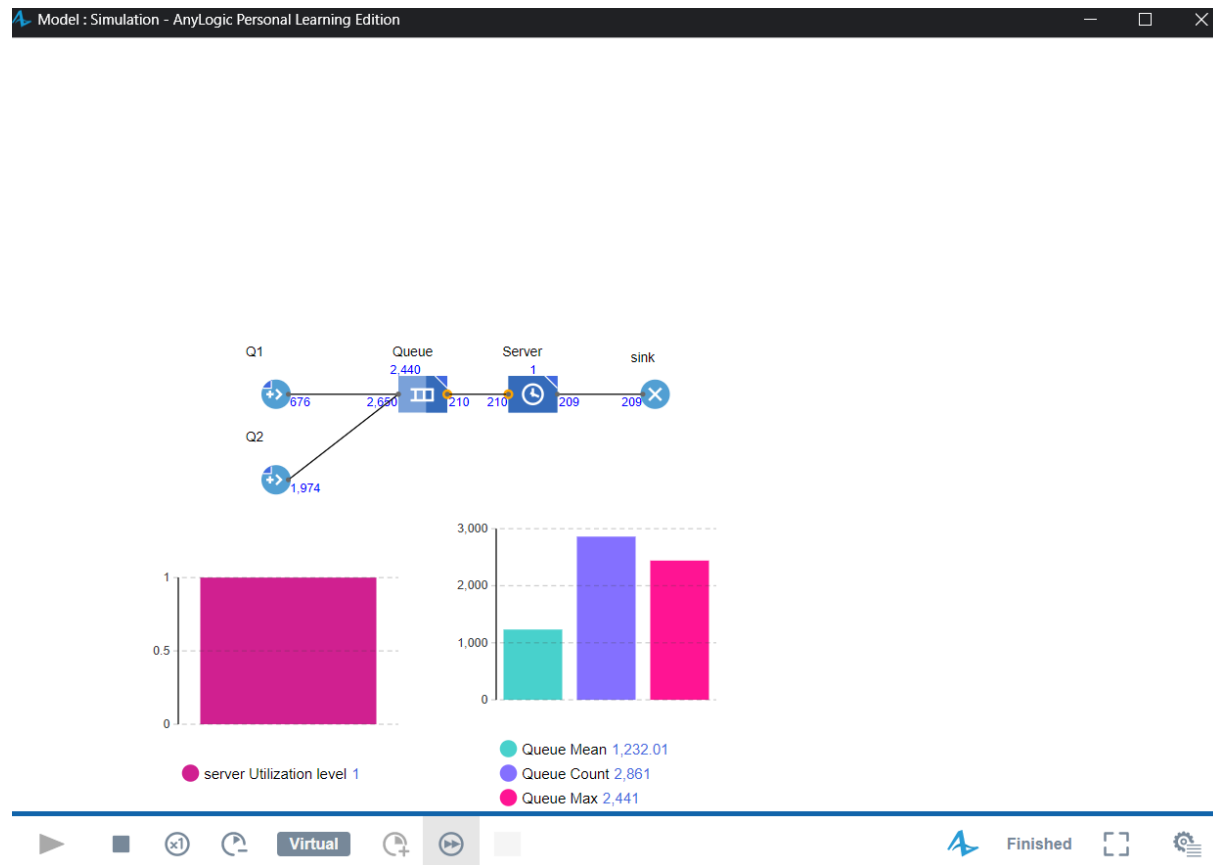 Model : Simulation - AnyLogic Personal Learning Edition
Q1 Queue Server sink
2,440 1
676 2,650 210 210 209 209
Q2
1,974
3,000
2,000
1,000
0
1
0.5
0
server Utilization level 1
Queue Mean 1,232.01
Queue Count 2,861
Queue Max 2,441
x1 Virtual Finished